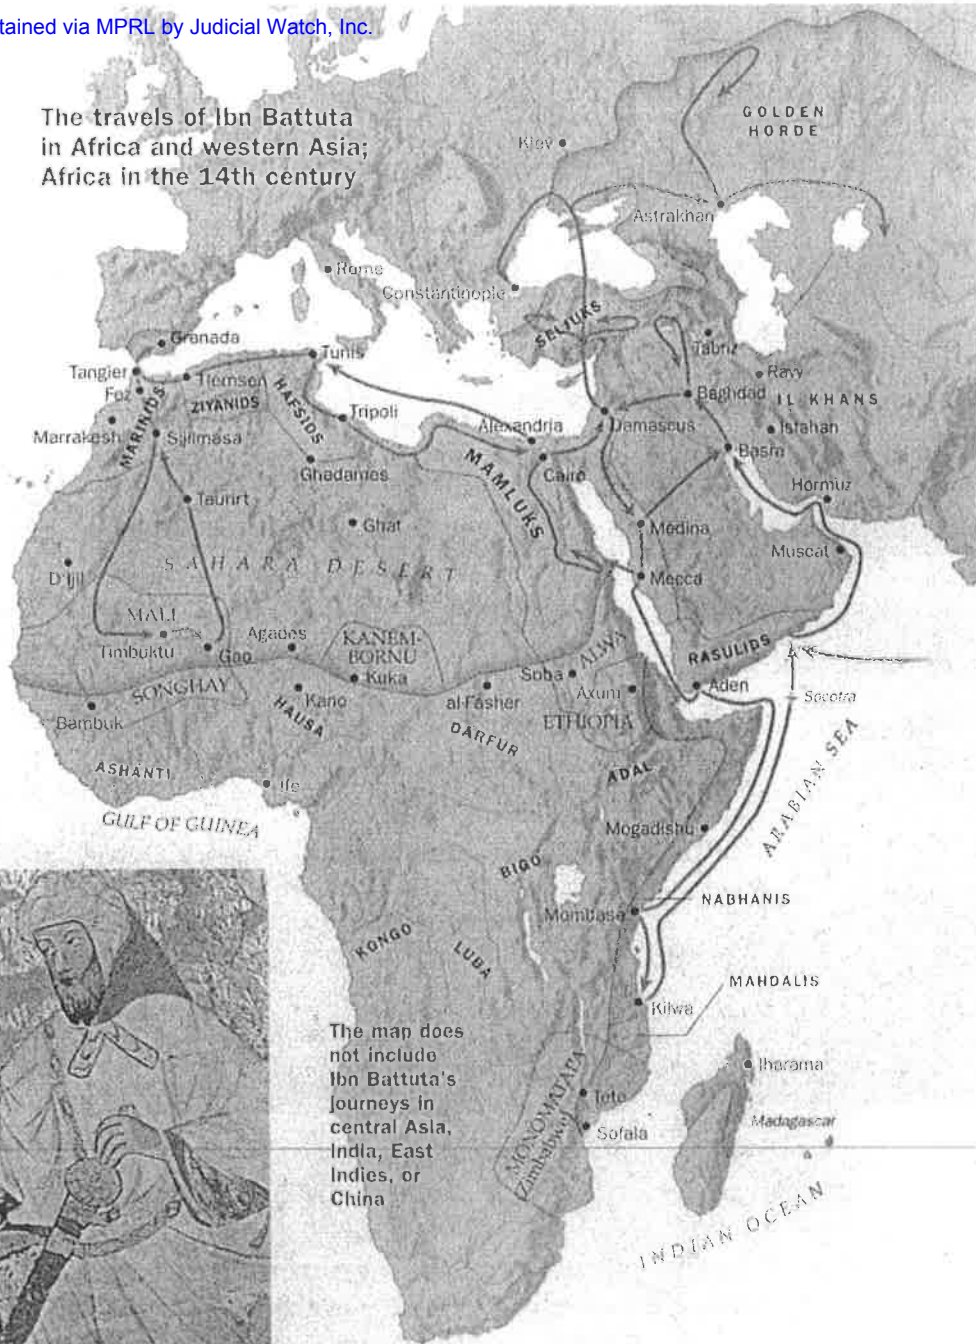 tained via MPRL by Judicial Watch, Inc.
The travels of Ibn Battuta
in Africa and western Asia;
Africa in the 14th century
GOLDEN
HORDE
Kiev
Astrakhan
Rome
Constantinople
SELJUKS
Granada
Tunis
Tabriz
Tangier
Tlemsen
Ravy
Fez
ZIYANIDS
HAFSIDS
Baghdad
IL KHANS
Tripoli
Marrakesh
MARINIDS
Sijilmasa
Alexandria
Damascus
Isfahan
Basra
Ghadames
MAMLUKS
Cairo
Hormuz
Taurirt
Ghat
Medina
Muscat
SAHARA DESERT
D'Ijil
Mecca
MALI
Timbuktu
Gao
Agades
KANEM-
BORNU
ALWA
RASULIDS
Kuka
Soba
SONGHAY
Kano
al-Fasher
Axum
Aden
Socotra
Bambuk
HAUSA
ETHIOPIA
DARFUR
ASHANTI
Ife
ADAL
ARABIAN SEA
GULF OF GUINEA
Mogadishu
BIGO
NABHANIS
Mombasa
KONGO
LUBA
MAHDALIS
Kilwa
The map does
not include
Ibn Battuta's
journeys in
central Asia,
India, East
Indies, or
China
Iharama
Tete
MONOMATAPA
(Zimbabwe)
Sofala
Madagascar
INDIAN OCEAN